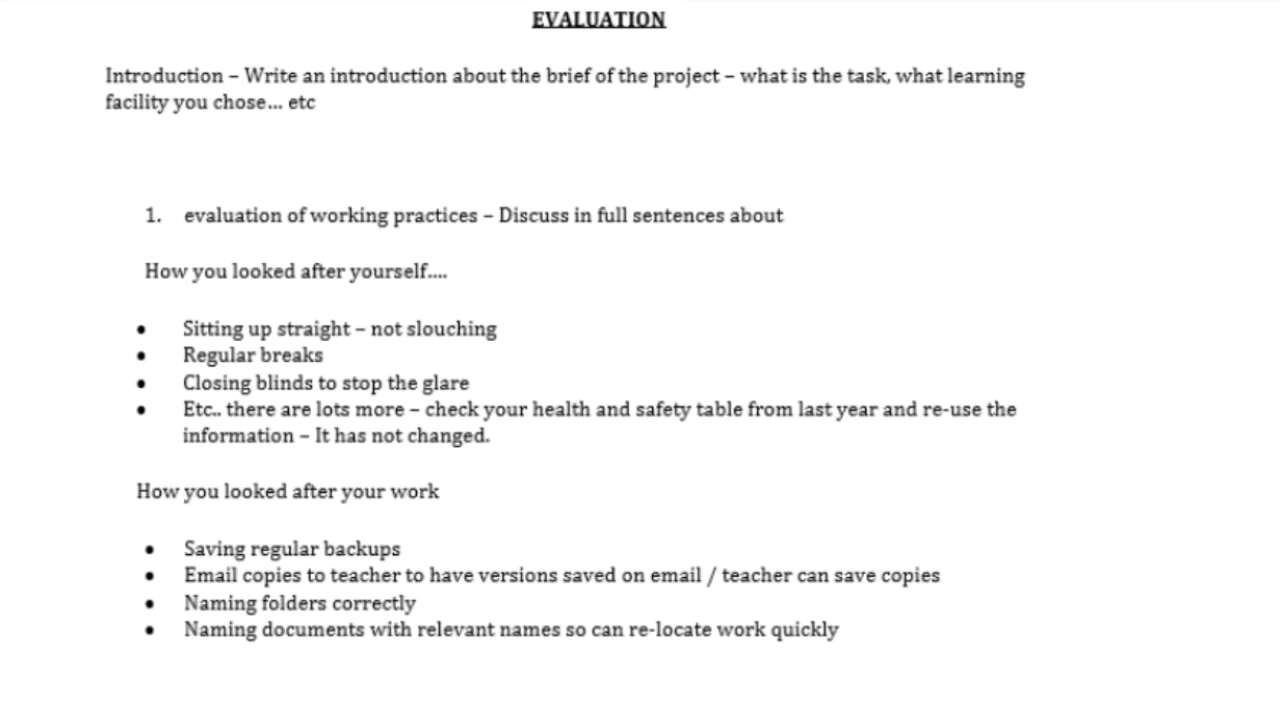 EVALUATION
Introduction – Write an introduction about the brief of the project – what is the task, what learning
facility you chose... etc
1. evaluation of working practices – Discuss in full sentences about
How you looked after yourself....
• Sitting up straight – not slouching
• Regular breaks
• Closing blinds to stop the glare
• Etc.. there are lots more – check your health and safety table from last year and re-use the
information – It has not changed.
How you looked after your work
• Saving regular backups
• Email copies to teacher to have versions saved on email / teacher can save copies
• Naming folders correctly
• Naming documents with relevant names so can re-locate work quickly